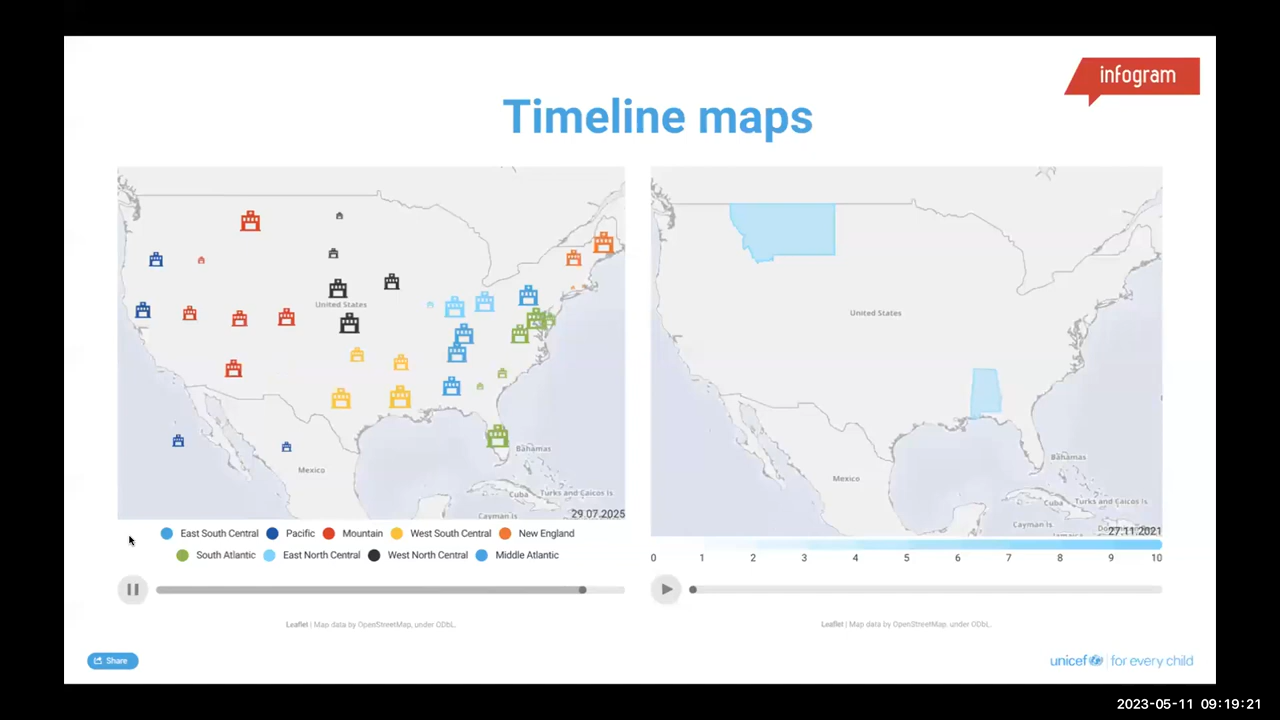 infogram
Timeline maps
United States
Mexico
Bahamas
Cuba
Turks and Caicos Is.
Cayman Is
29.07.2025
East South Central Pacific Mountain West South Central New England
South Atlantic East North Central West North Central Middle Atlantic
Leaflet | Map data by OpenStreetMap, under ODbL.
United States
Mexico
Bahamas
Cuba
Turks and Caicos Is
Cayman Is
27.11.2021
0 1 2 3 4 5 6 7 8 9 10
Leaflet | Map data by OpenStreetMap, under ODbL.
Share
unicef for every child
2023-05-11 09:19:21